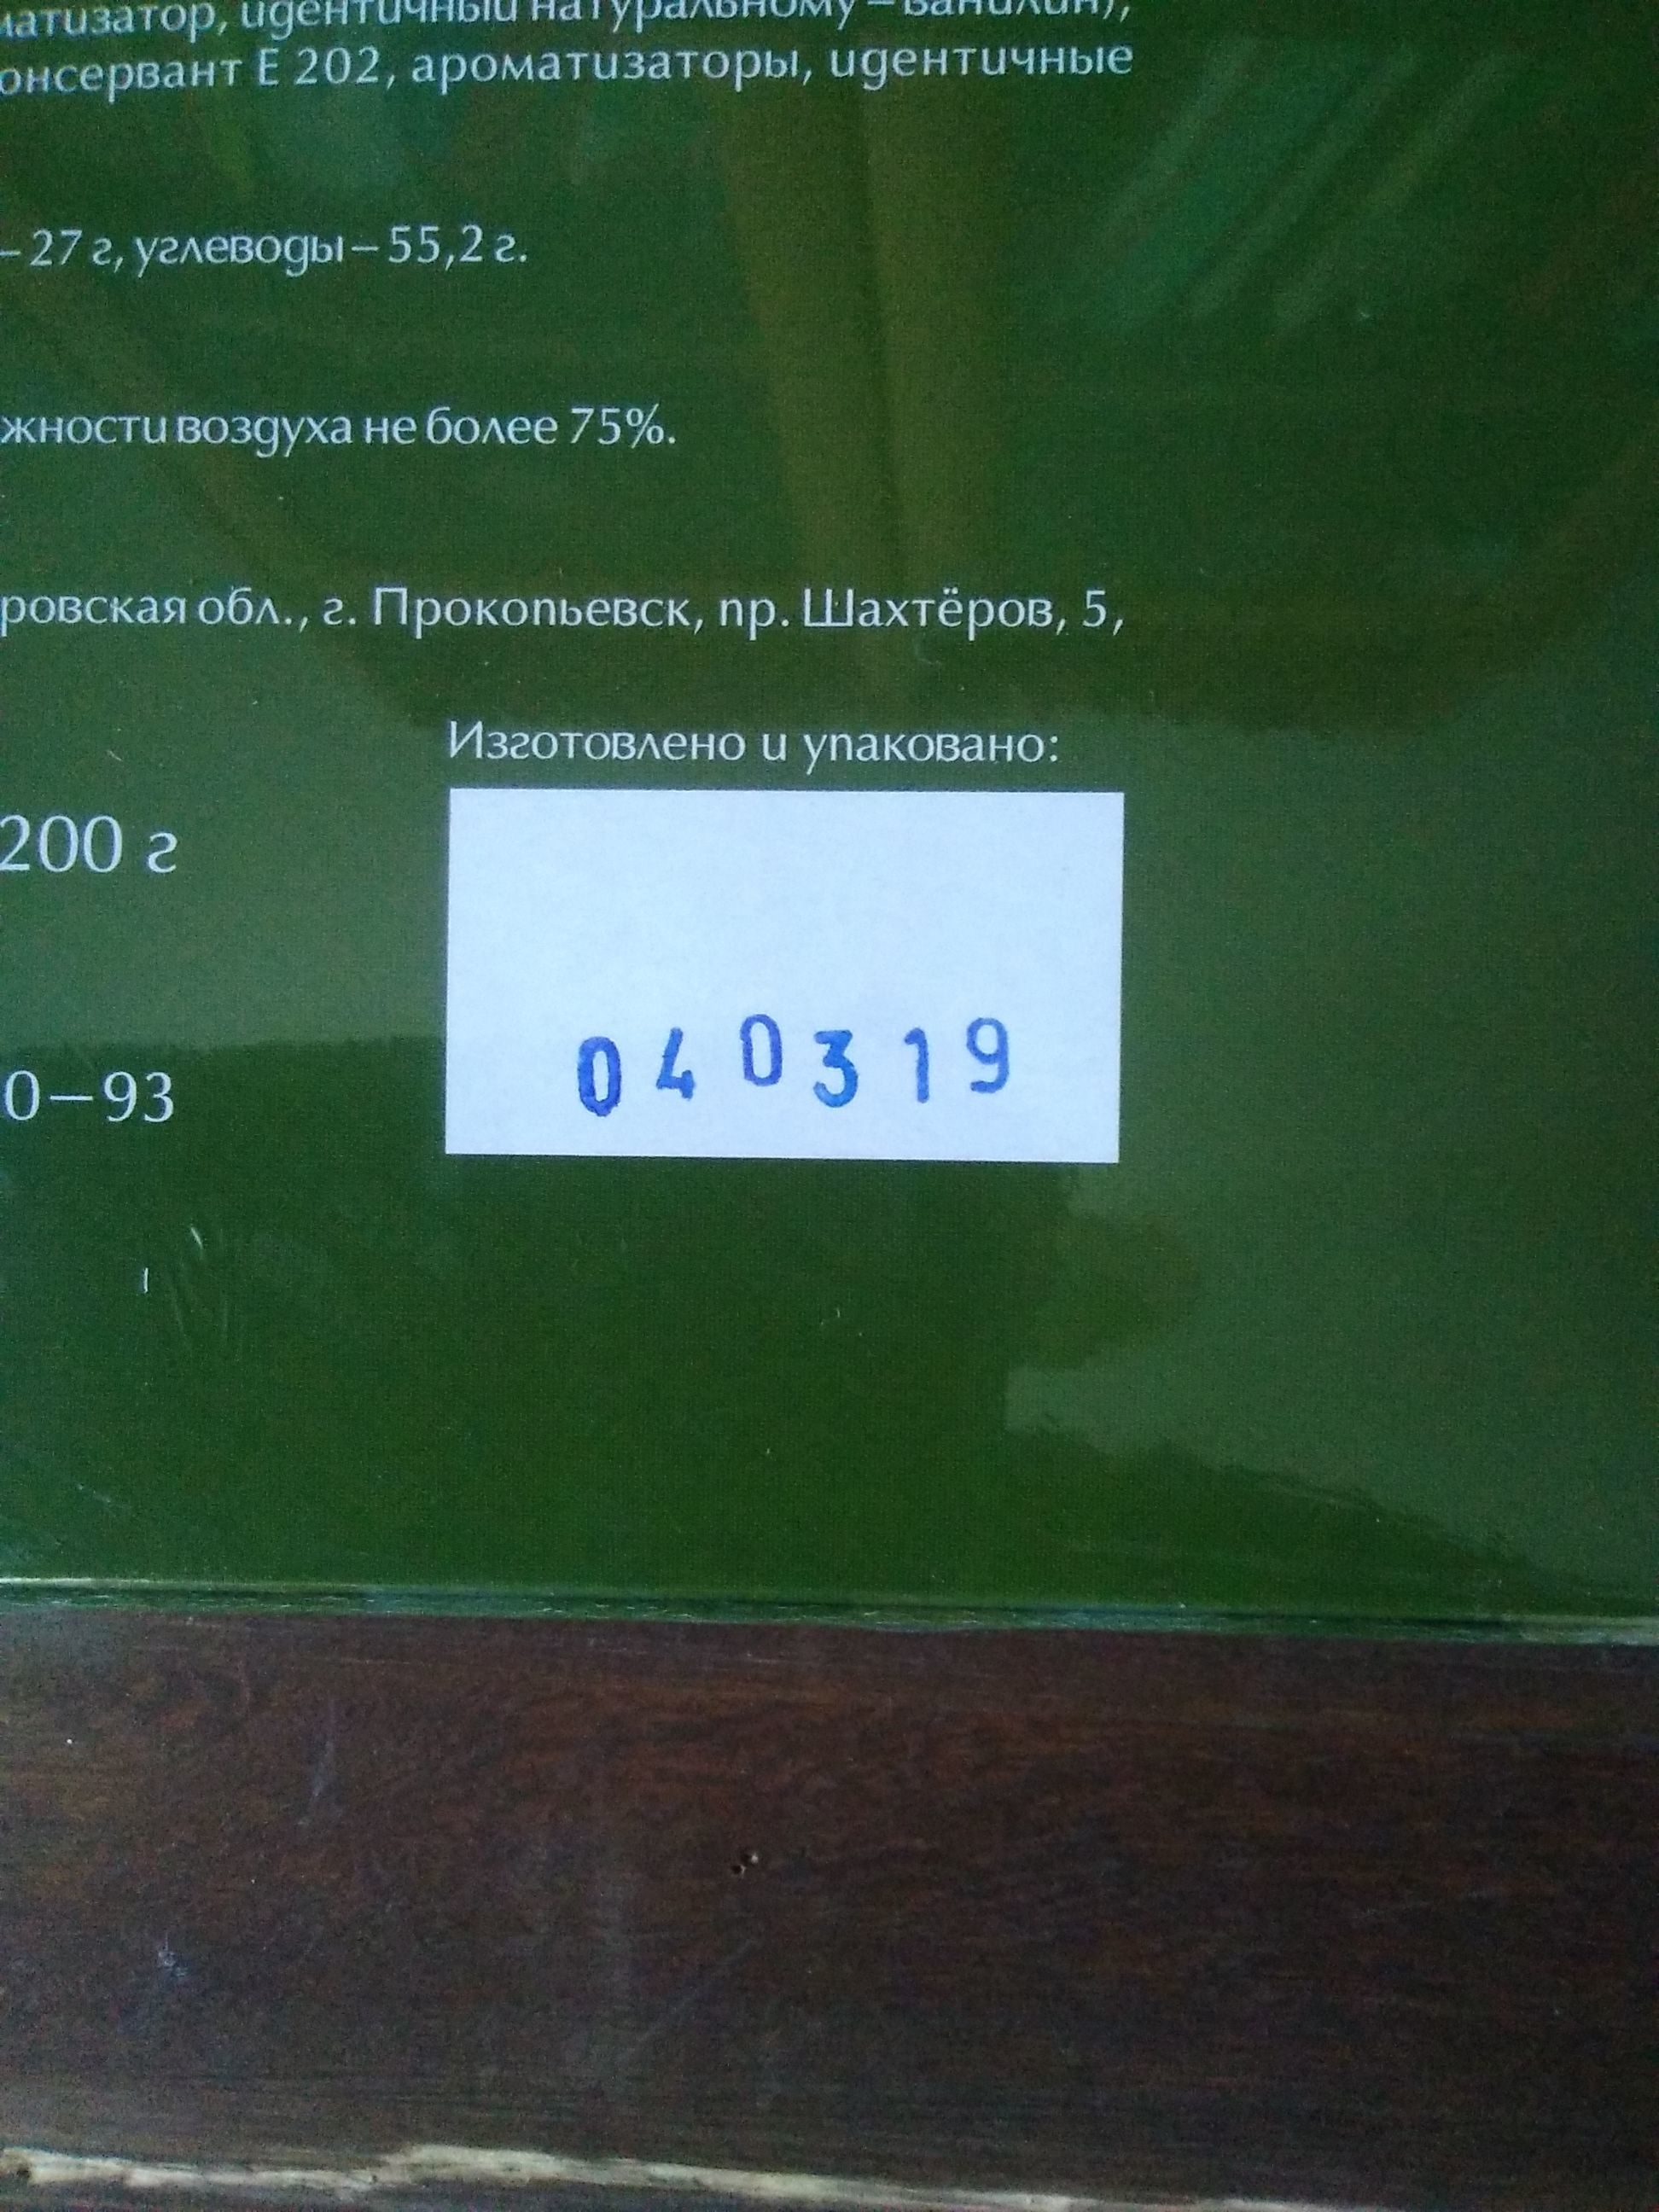 матизатор, идентичный натуральному – ванилин),
онсервант Е 202, ароматизаторы, идентичные
– 27 г, углеводы – 55,2 г.
жности воздуха не более 75%.
ровская обл., г. Прокопьевск, пр. Шахтёров, 5,
Изготовлено и упаковано:
200 г
040319
0–93